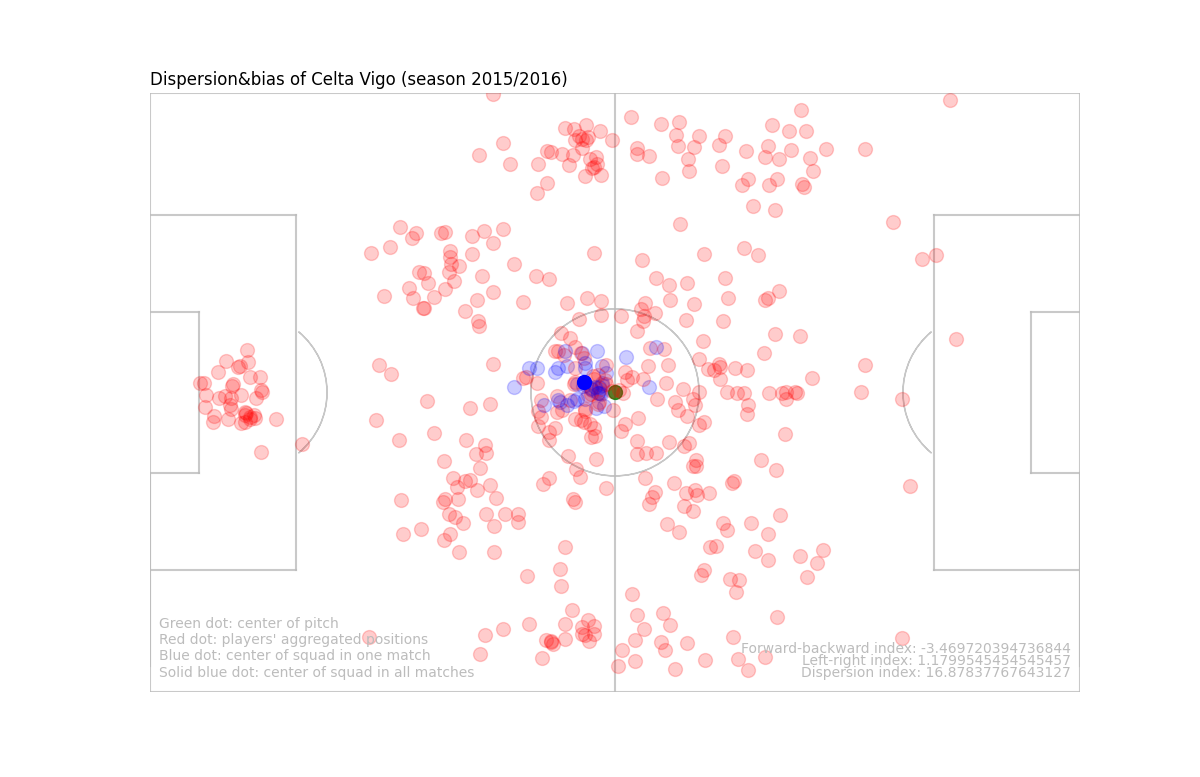 Dispersion&bias of Celta Vigo (season 2015/2016)
Green dot: center of pitch
Red dot: players' aggregated positions
Blue dot: center of squad in one match
Solid blue dot: center of squad in all matches
Forward-backward index: -3.469720394736844
Left-right index: 1.1799545454545457
Dispersion index: 16.87837767643127